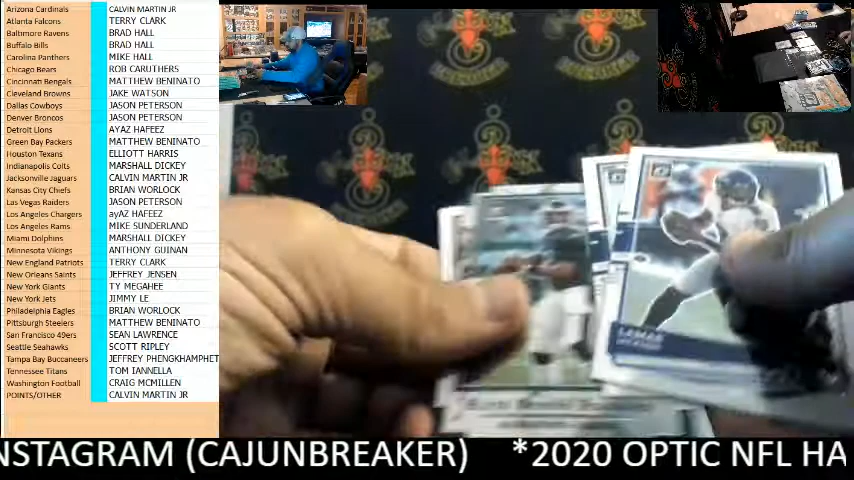 Arizona Cardinals CALVIN MARTIN JR
Atlanta Falcons TERRY CLARK
Baltimore Ravens BRAD HALL
Buffalo Bills BRAD HALL
Carolina Panthers MIKE HALL
Chicago Bears ROB CARUTHERS
Cincinnati Bengals MATTHEW BENINATO
Cleveland Browns JAKE WATSON
Dallas Cowboys JASON PETERSON
Denver Broncos JASON PETERSON
Detroit Lions AYAZ HAFEEZ
Green Bay Packers MATTHEW BENINATO
Houston Texans ELLIOTT HARRIS
Indianapolis Colts MARSHALL DICKEY
Jacksonville Jaguars CALVIN MARTIN JR
Kansas City Chiefs BRIAN WORLOCK
Las Vegas Raiders JASON PETERSON
Los Angeles Chargers ayAZ HAFEEZ
Los Angeles Rams MIKE SUNDERLAND
Miami Dolphins MARSHALL DICKEY
Minnesota Vikings ANTHONY GUINAN
New England Patriots TERRY CLARK
New Orleans Saints JEFFREY JENSEN
New York Giants TY MEGAHEE
New York Jets JIMMY LE
Philadelphia Eagles BRIAN WORLOCK
Pittsburgh Steelers MATTHEW BENINATO
San Francisco 49ers SEAN LAWRENCE
Seattle Seahawks SCOTT RIPLEY
Tampa Bay Buccaneers JEFFREY PHENGKHAMPHET
Tennessee Titans TOM IANNELLA
Washington Football CRAIG MCMILLEN
POINTS/OTHER CALVIN MARTIN JR
LAMAR
NSTAGRAM (CAJUNBREAKER) *2020 OPTIC NFL HA